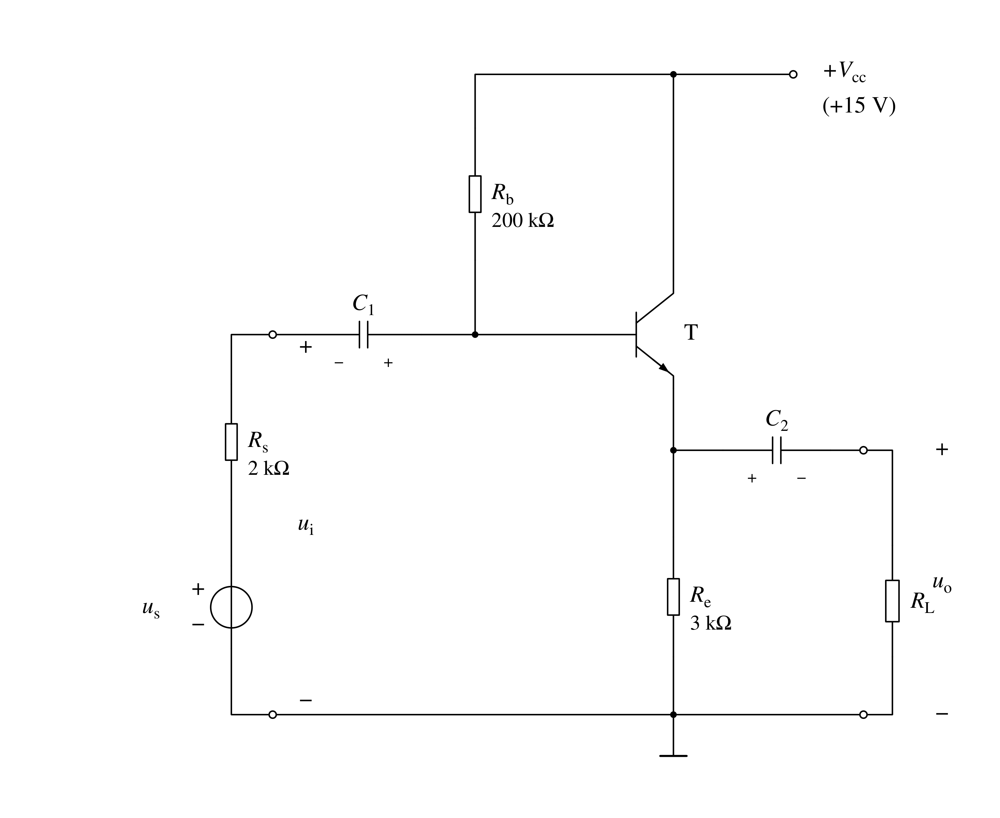 +Vcc
(+15 V)
Rb
200 kΩ
C1
T
+
− +
C2
Rs
2 kΩ
+
+ −
ui
us
+
−
Re
3 kΩ
uo
RL
−
−